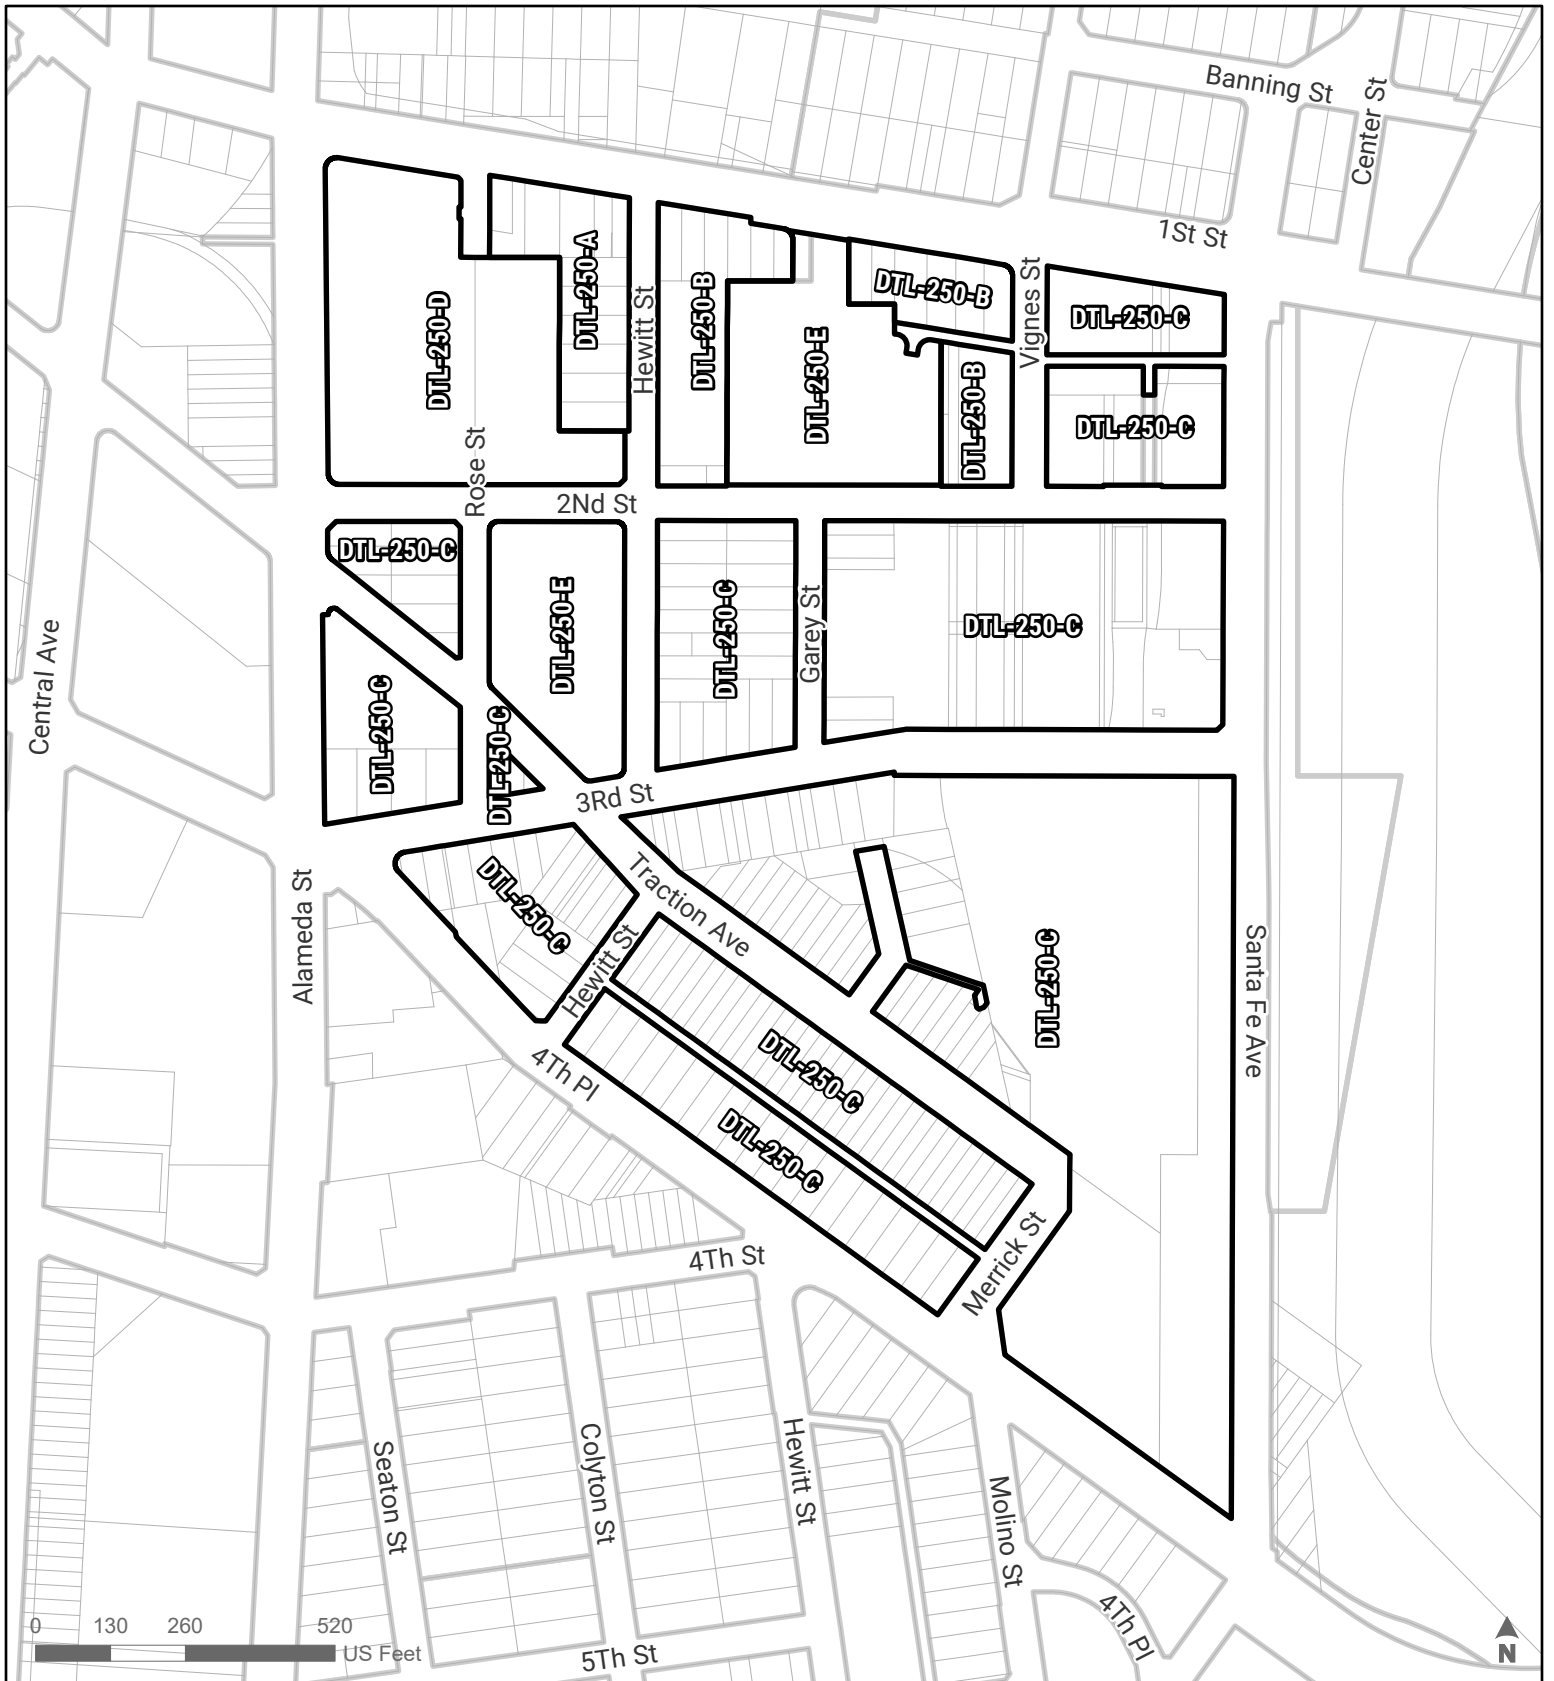 Banning St
Center St
1St St
DTL-250-A
DTL-250-D
Hewitt St
DTL-250-B
DTL-250-E
DTL-250-B
Vignes St
DTL-250-C
DTL-250-B
DTL-250-C
Rose St
2Nd St
DTL-250-C
DTL-250-E
DTL-250-C
Garey St
DTL-250-C
Central Ave
DTL-250-C
DTL-250-C
3Rd St
Traction Ave
DTL-250-C
Alameda St
Hewitt St
DTL-250-C
Santa Fe Ave
DTL-250-C
4Th Pl
DTL-250-C
Merrick St
4Th St
Seaton St
Colyton St
Hewitt St
Molino St
4Th Pl
0 130 260 520
US Feet
5Th St
N